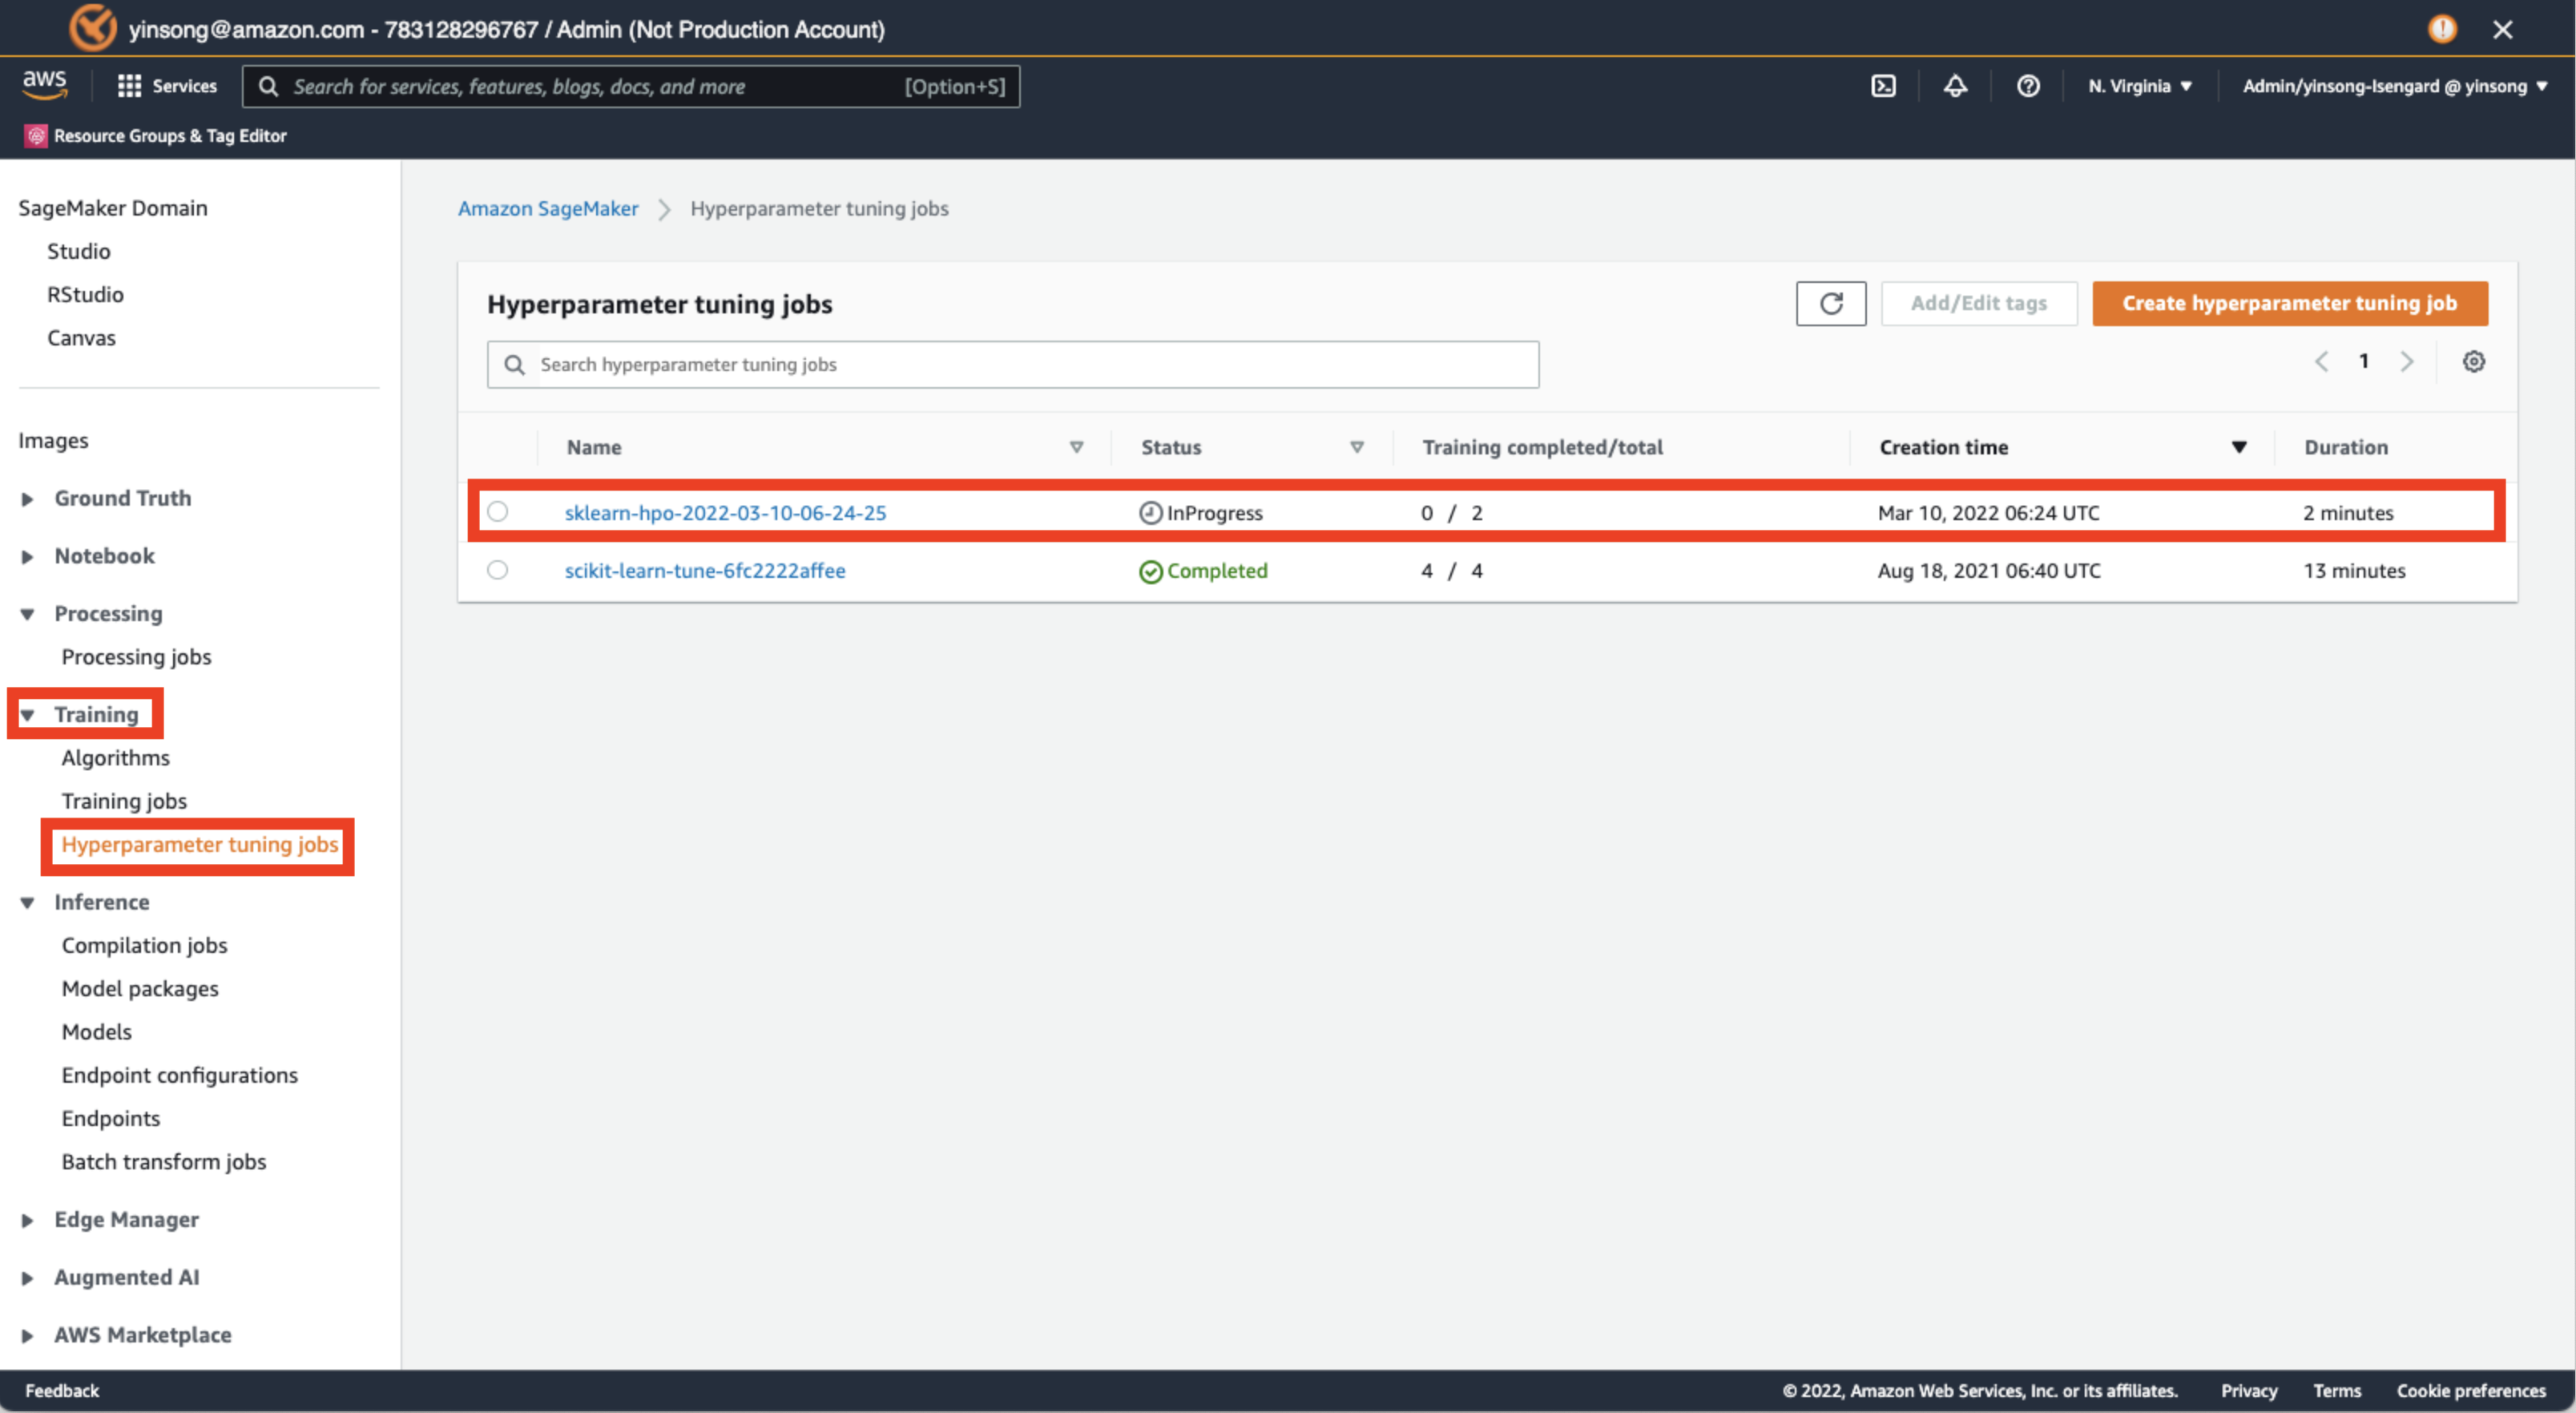 yinsong@amazon.com - 783128296767 / Admin (Not Production Account)
aws Services Search for services, features, blogs, docs, and more [Option+S] N. Virginia Admin/yinsong-Isengard @ yinsong
Resource Groups & Tag Editor
SageMaker Domain
Studio
RStudio
Canvas
Images
Ground Truth
Notebook
Processing
Processing jobs
Training
Algorithms
Training jobs
Hyperparameter tuning jobs
Inference
Compilation jobs
Model packages
Models
Endpoint configurations
Endpoints
Batch transform jobs
Edge Manager
Augmented AI
AWS Marketplace
Amazon SageMaker Hyperparameter tuning jobs
Hyperparameter tuning jobs Add/Edit tags Create hyperparameter tuning job
Search hyperparameter tuning jobs 1
Name Status Training completed/total Creation time Duration
sklearn-hpo-2022-03-10-06-24-25 InProgress 0 / 2 Mar 10, 2022 06:24 UTC 2 minutes
scikit-learn-tune-6fc2222affee Completed 4 / 4 Aug 18, 2021 06:40 UTC 13 minutes
Feedback © 2022, Amazon Web Services, Inc. or its affiliates. Privacy Terms Cookie preferences